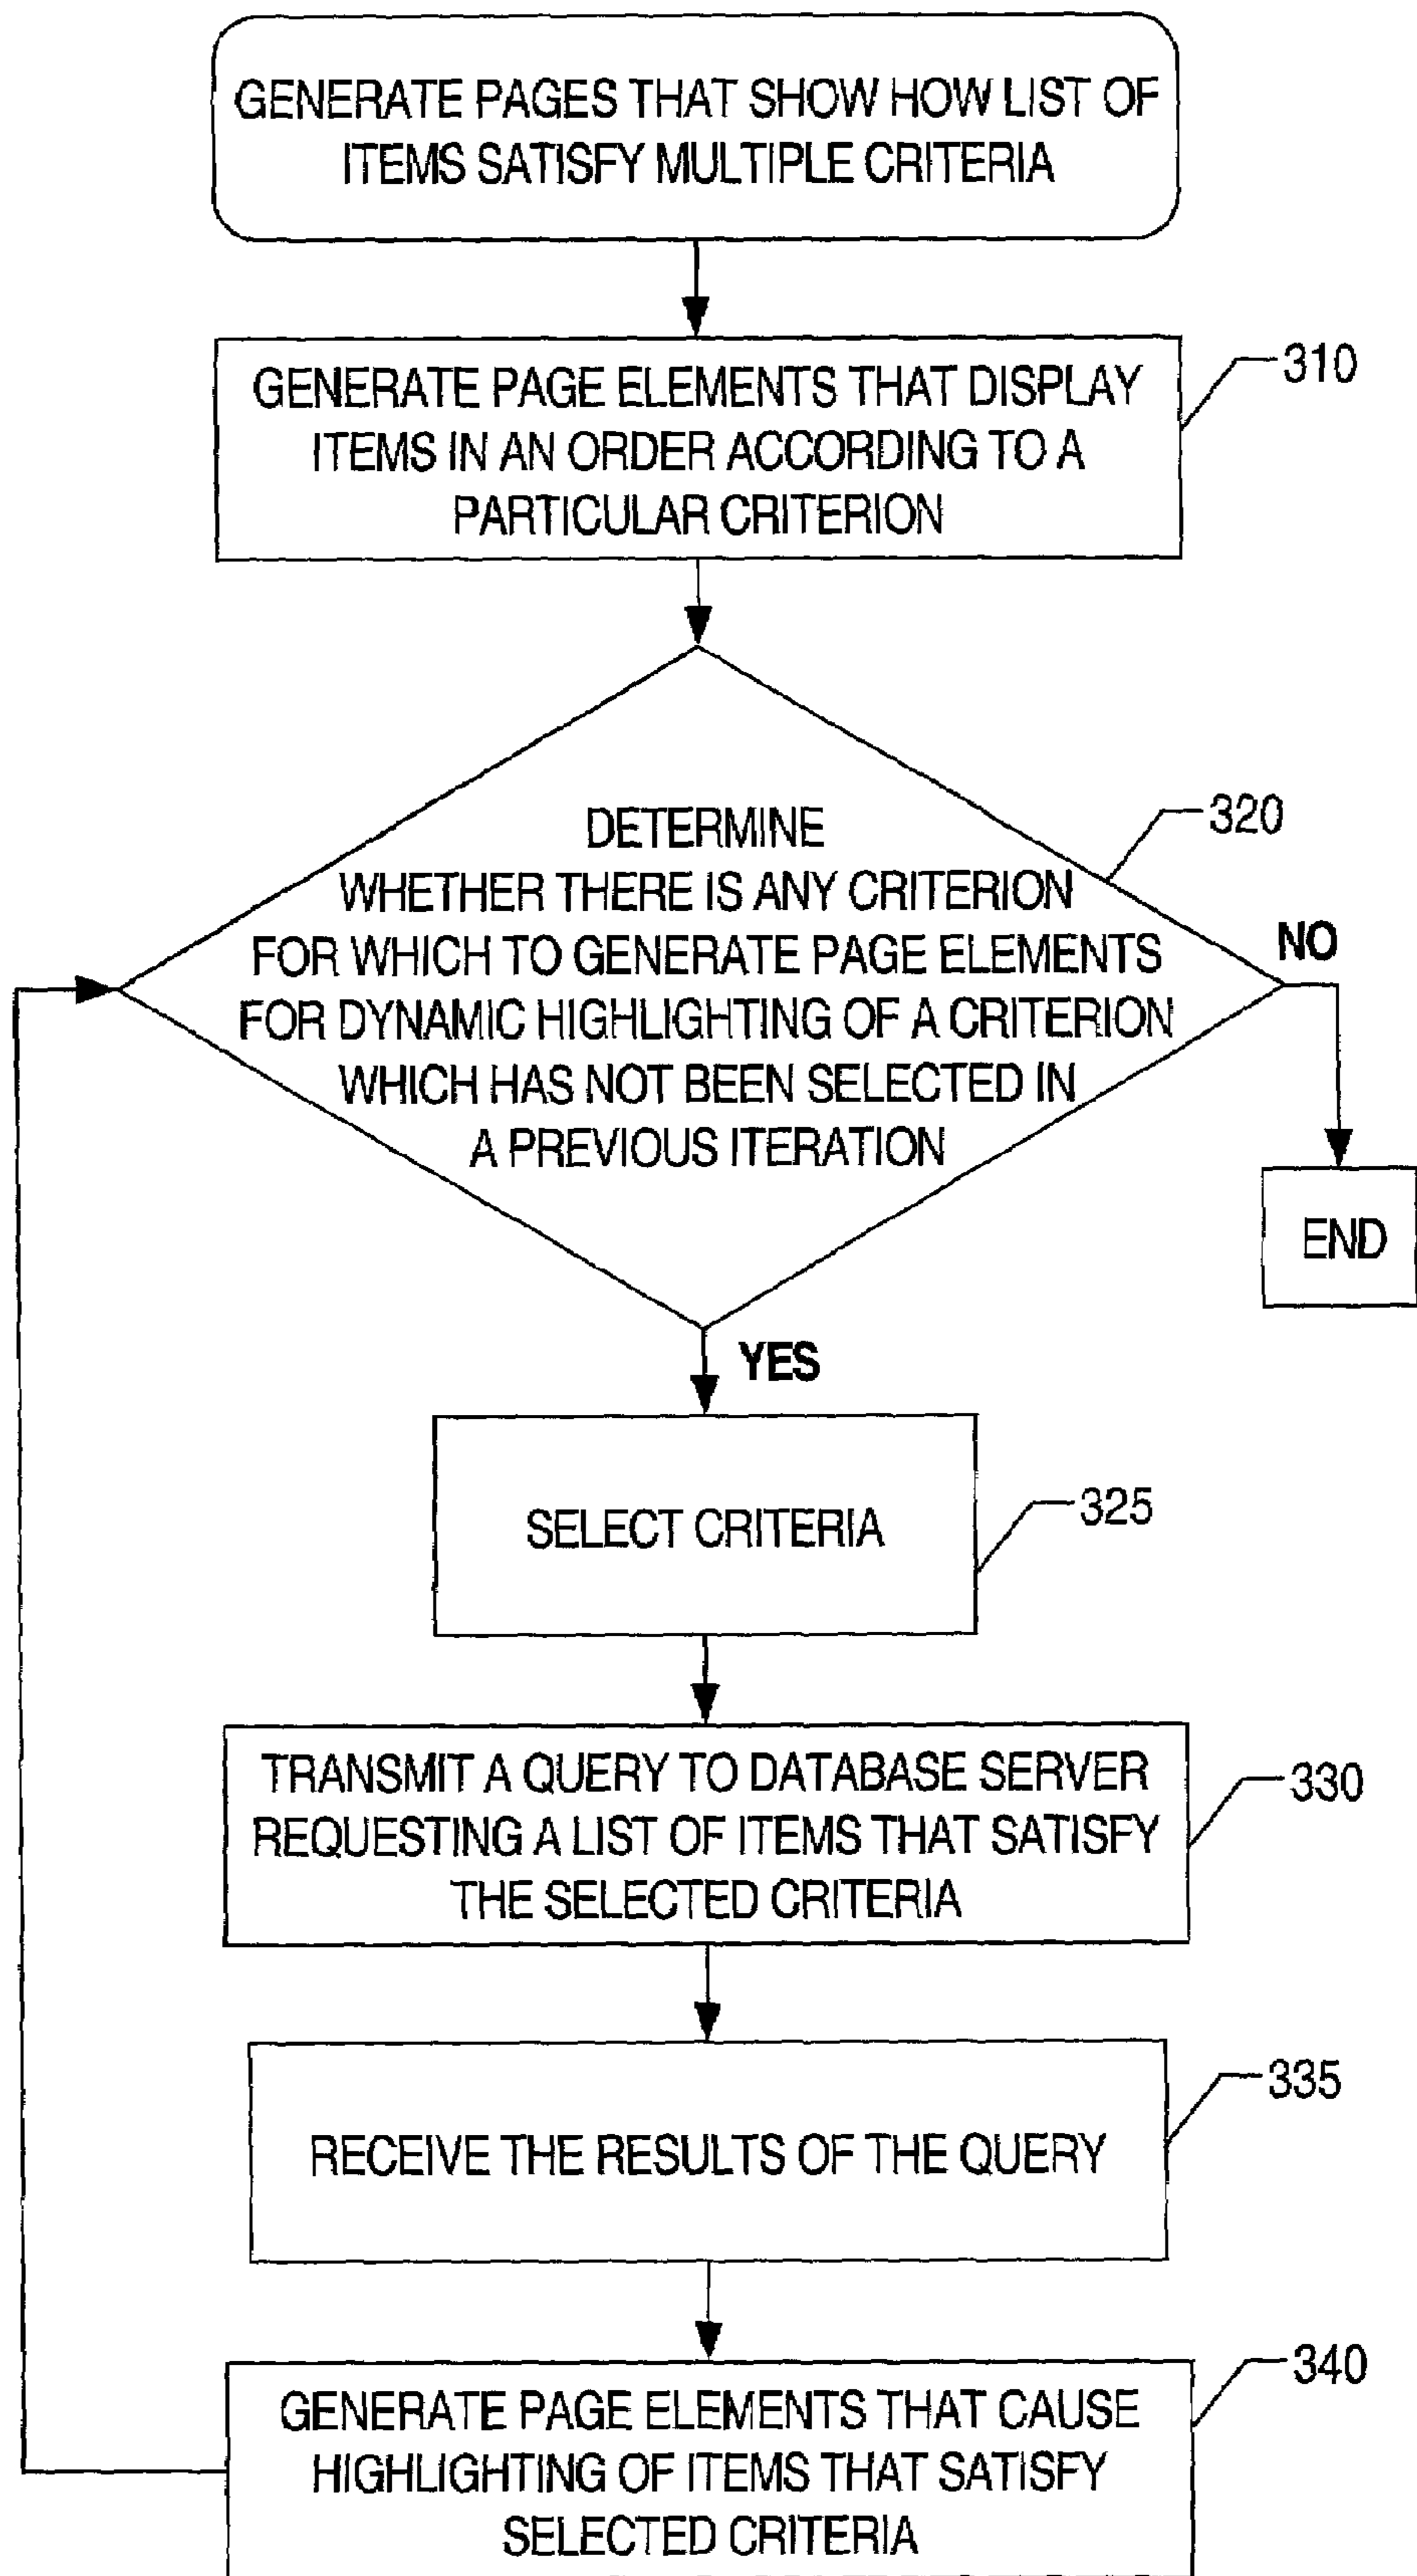 GENERATE PAGES THAT SHOW HOW LIST OF
ITEMS SATISFY MULTIPLE CRITERIA
310
GENERATE PAGE ELEMENTS THAT DISPLAY
ITEMS IN AN ORDER ACCORDING TO A
PARTICULAR CRITERION
320
DETERMINE
WHETHER THERE IS ANY CRITERION
FOR WHICH TO GENERATE PAGE ELEMENTS
FOR DYNAMIC HIGHLIGHTING OF A CRITERION
WHICH HAS NOT BEEN SELECTED IN
A PREVIOUS ITERATION
NO
END
YES
SELECT CRITERIA
325
TRANSMIT A QUERY TO DATABASE SERVER
REQUESTING A LIST OF ITEMS THAT SATISFY
THE SELECTED CRITERIA
330
RECEIVE THE RESULTS OF THE QUERY
335
GENERATE PAGE ELEMENTS THAT CAUSE
HIGHLIGHTING OF ITEMS THAT SATISFY
SELECTED CRITERIA
340